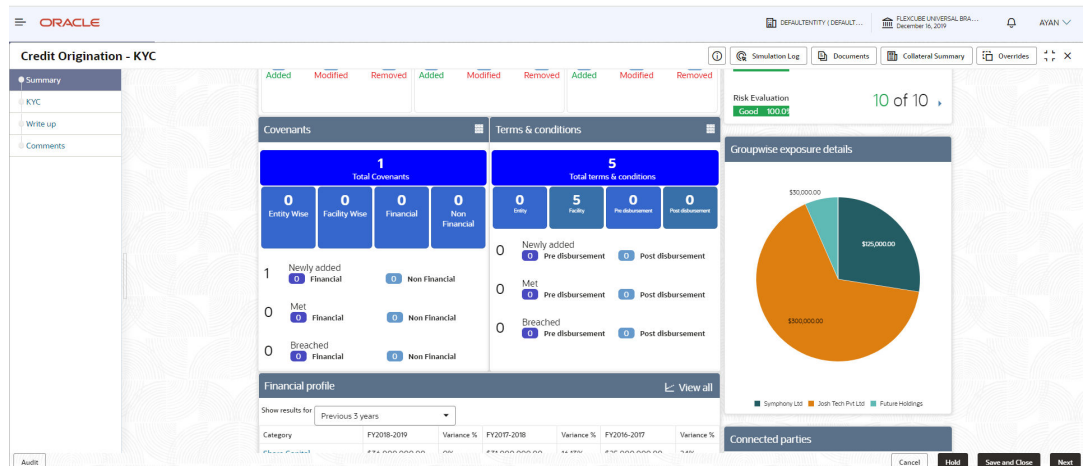 ORACLE
DEFAULTENTITY ( DEFAULT...
FLEXCUBE UNIVERSAL BRA...
December 16, 2019
AYAN
Credit Origination - KYC
Simulation Log
Documents
Collateral Summary
Overrides
Summary
KYC
Write up
Comments
Added Modified Removed Added Modified Removed Added Modified Removed
Risk Evaluation
Good 100.01
10 of 10
Covenants
1
Total Covenants
0 0 0 0
Entity Wise Facility Wise Financial Non Financial
1 Newly added
0 Financial 0 Non Financial
0 Met
0 Financial 0 Non Financial
0 Breached
0 Financial 0 Non Financial
Terms & conditions
5
Total terms & conditions
0 5 0 0
Entity Facility Pre disbursement Post disbursement
0 Newly added
0 Pre disbursement 0 Post disbursement
0 Met
0 Pre disbursement 0 Post disbursement
0 Breached
0 Pre disbursement 0 Post disbursement
Groupwise exposure details
$30,000.00
$125,000.00
$300,000.00
Symphony Ltd Josh Tech Pvt Ltd Future Holdings
Financial profile
View all
Show results for Previous 3 years
Category FY2018-2019 Variance % FY2017-2018 Variance % FY2016-2017 Variance %
Share Capital
Connected parties
Audit
Cancel Hold Save and Close Next